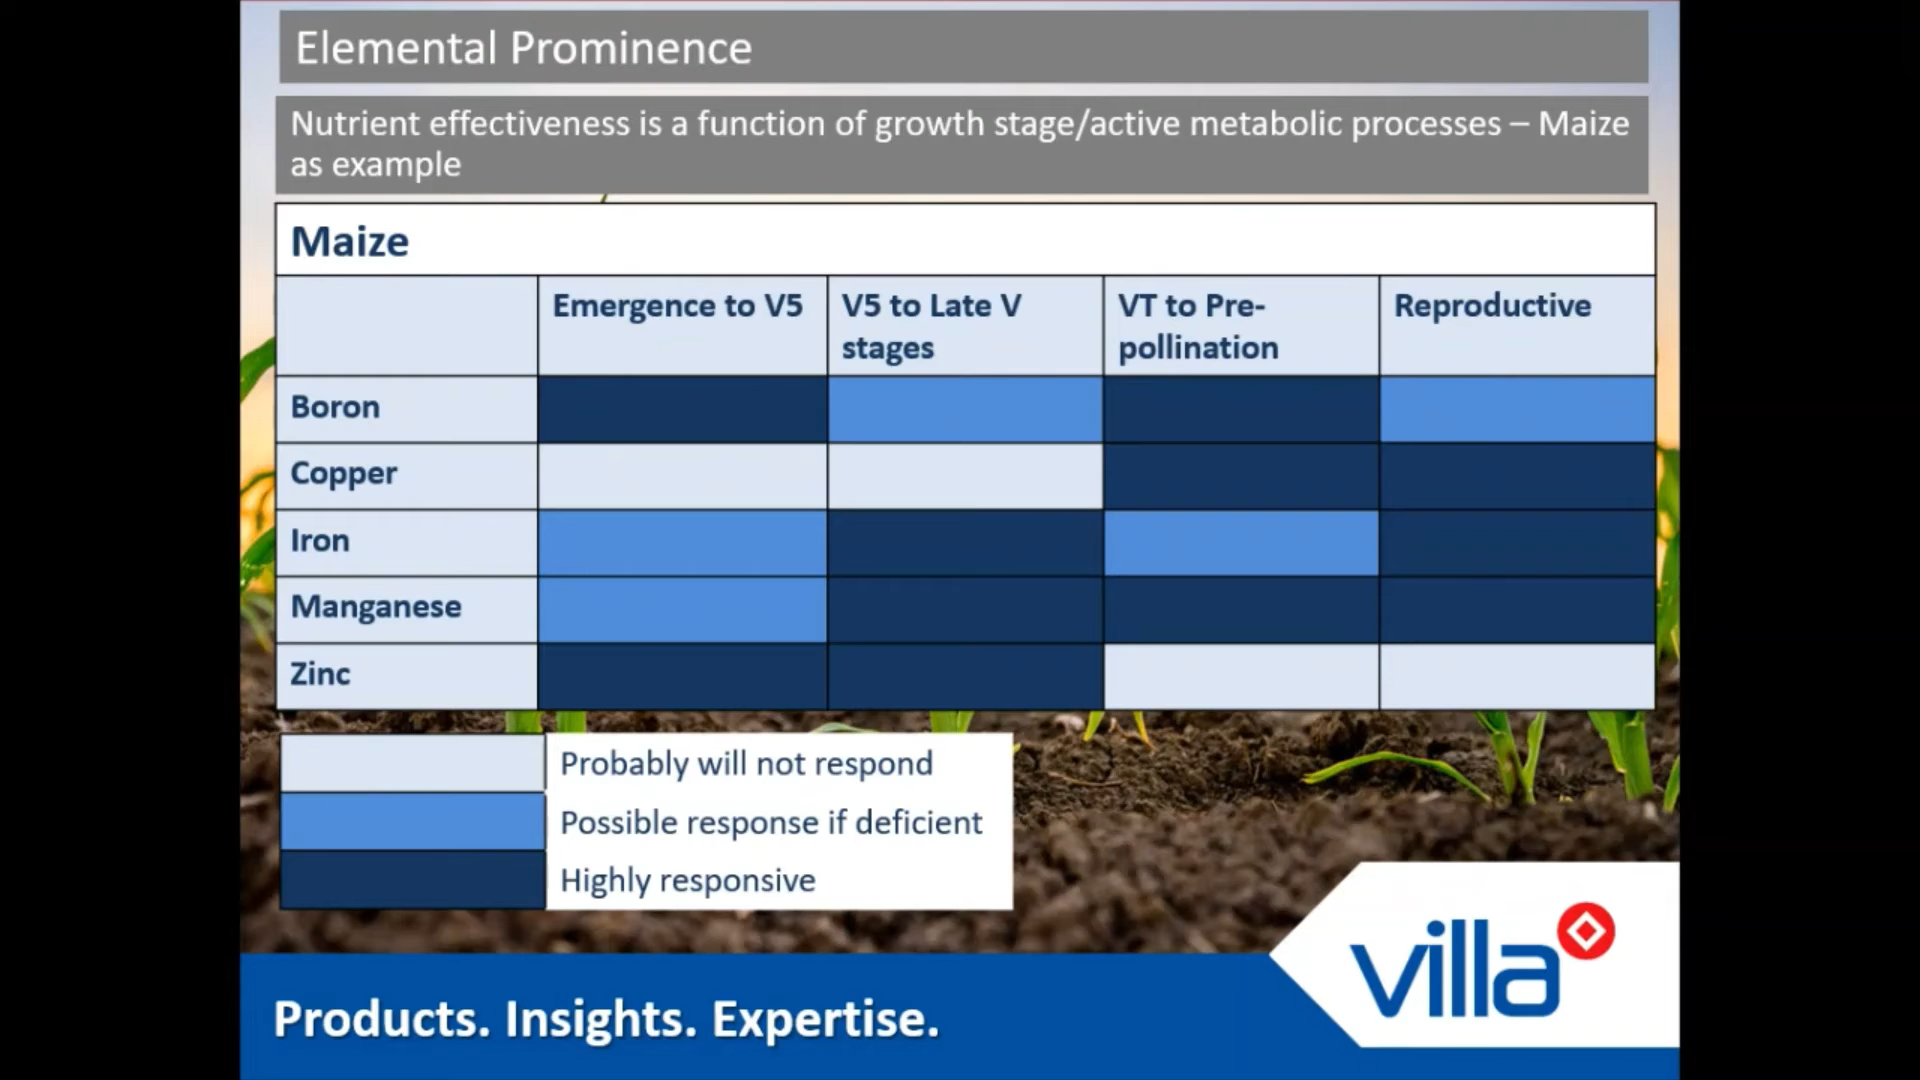 Elemental Prominence
Nutrient effectiveness is a function of growth stage/active metabolic processes – Maize
as example
Maize
Emergence to V5
V5 to Late V
stages
VT to Pre-
pollination
Reproductive
Boron
Copper
Iron
Manganese
Zinc
Probably will not respond
Possible response if deficient
Highly responsive
villa
Products. Insights. Expertise.